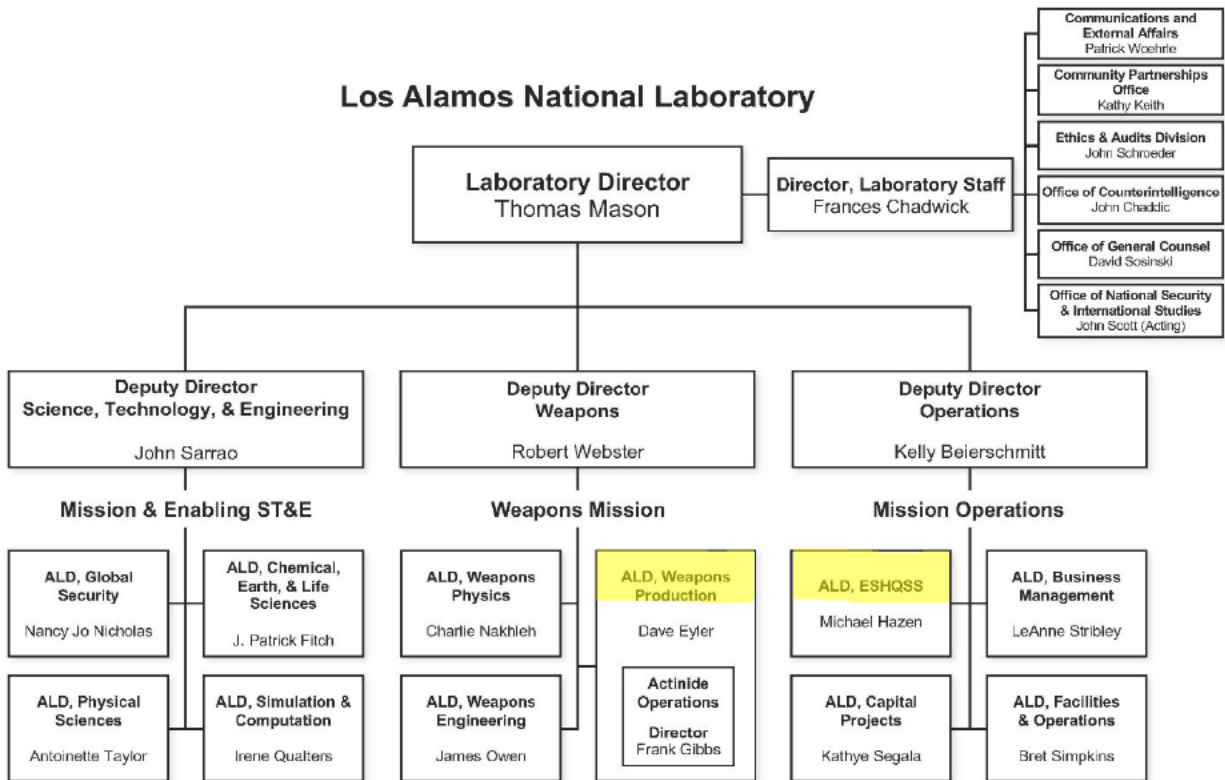 Communications and
External Affairs
Patrick Woehrle
Community Partnerships
Office
Kathy Keith
Ethics & Audits Division
John Schroeder
Office of Counterintelligence
John Chaddic
Office of General Counsel
David Sosinski
Office of National Security
& International Studies
John Scott (Acting)
Los Alamos National Laboratory
Laboratory Director
Thomas Mason
Director, Laboratory Staff
Frances Chadwick
Deputy Director
Science, Technology, & Engineering
John Sarrao
Deputy Director
Weapons
Robert Webster
Deputy Director
Operations
Kelly Beierschmitt
Mission & Enabling ST&E
Weapons Mission
Mission Operations
ALD, Global
Security
Nancy Jo Nicholas
ALD, Chemical,
Earth, & Life
Sciences
J. Patrick Fitch
ALD, Weapons
Physics
Charlie Nakhleh
ALD, Weapons
Production
Dave Eyler
ALD, ESHQSS
Michael Hazen
ALD, Business
Management
LeAnne Stribley
ALD, Physical
Sciences
Antoinette Taylor
ALD, Simulation &
Computation
Irene Qualters
ALD, Weapons
Engineering
James Owen
Actinide
Operations
Director
Frank Gibbs
ALD, Capital
Projects
Kathye Segala
ALD, Facilities
& Operations
Bret Simpkins